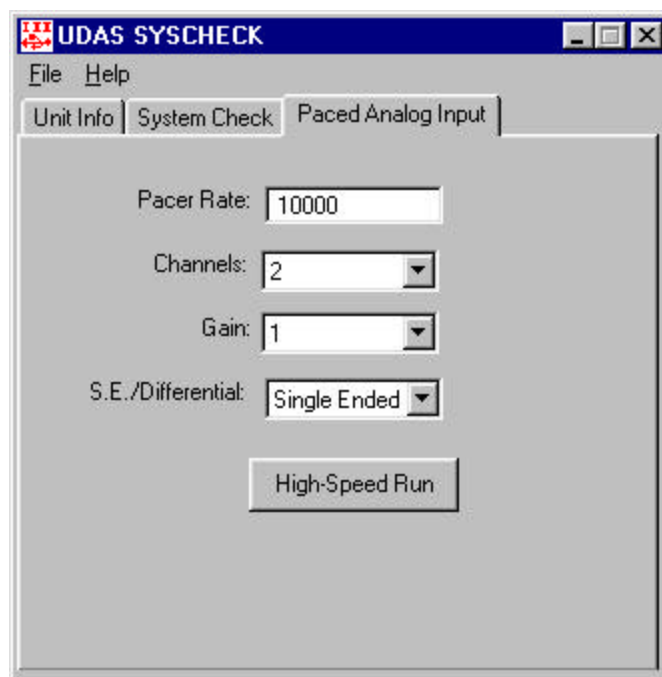 UDAS SYSCHECK
File Help
Unit Info System Check Paced Analog Input
Pacer Rate: 10000
Channels: 2
Gain: 1
S.E./Differential: Single Ended
High-Speed Run